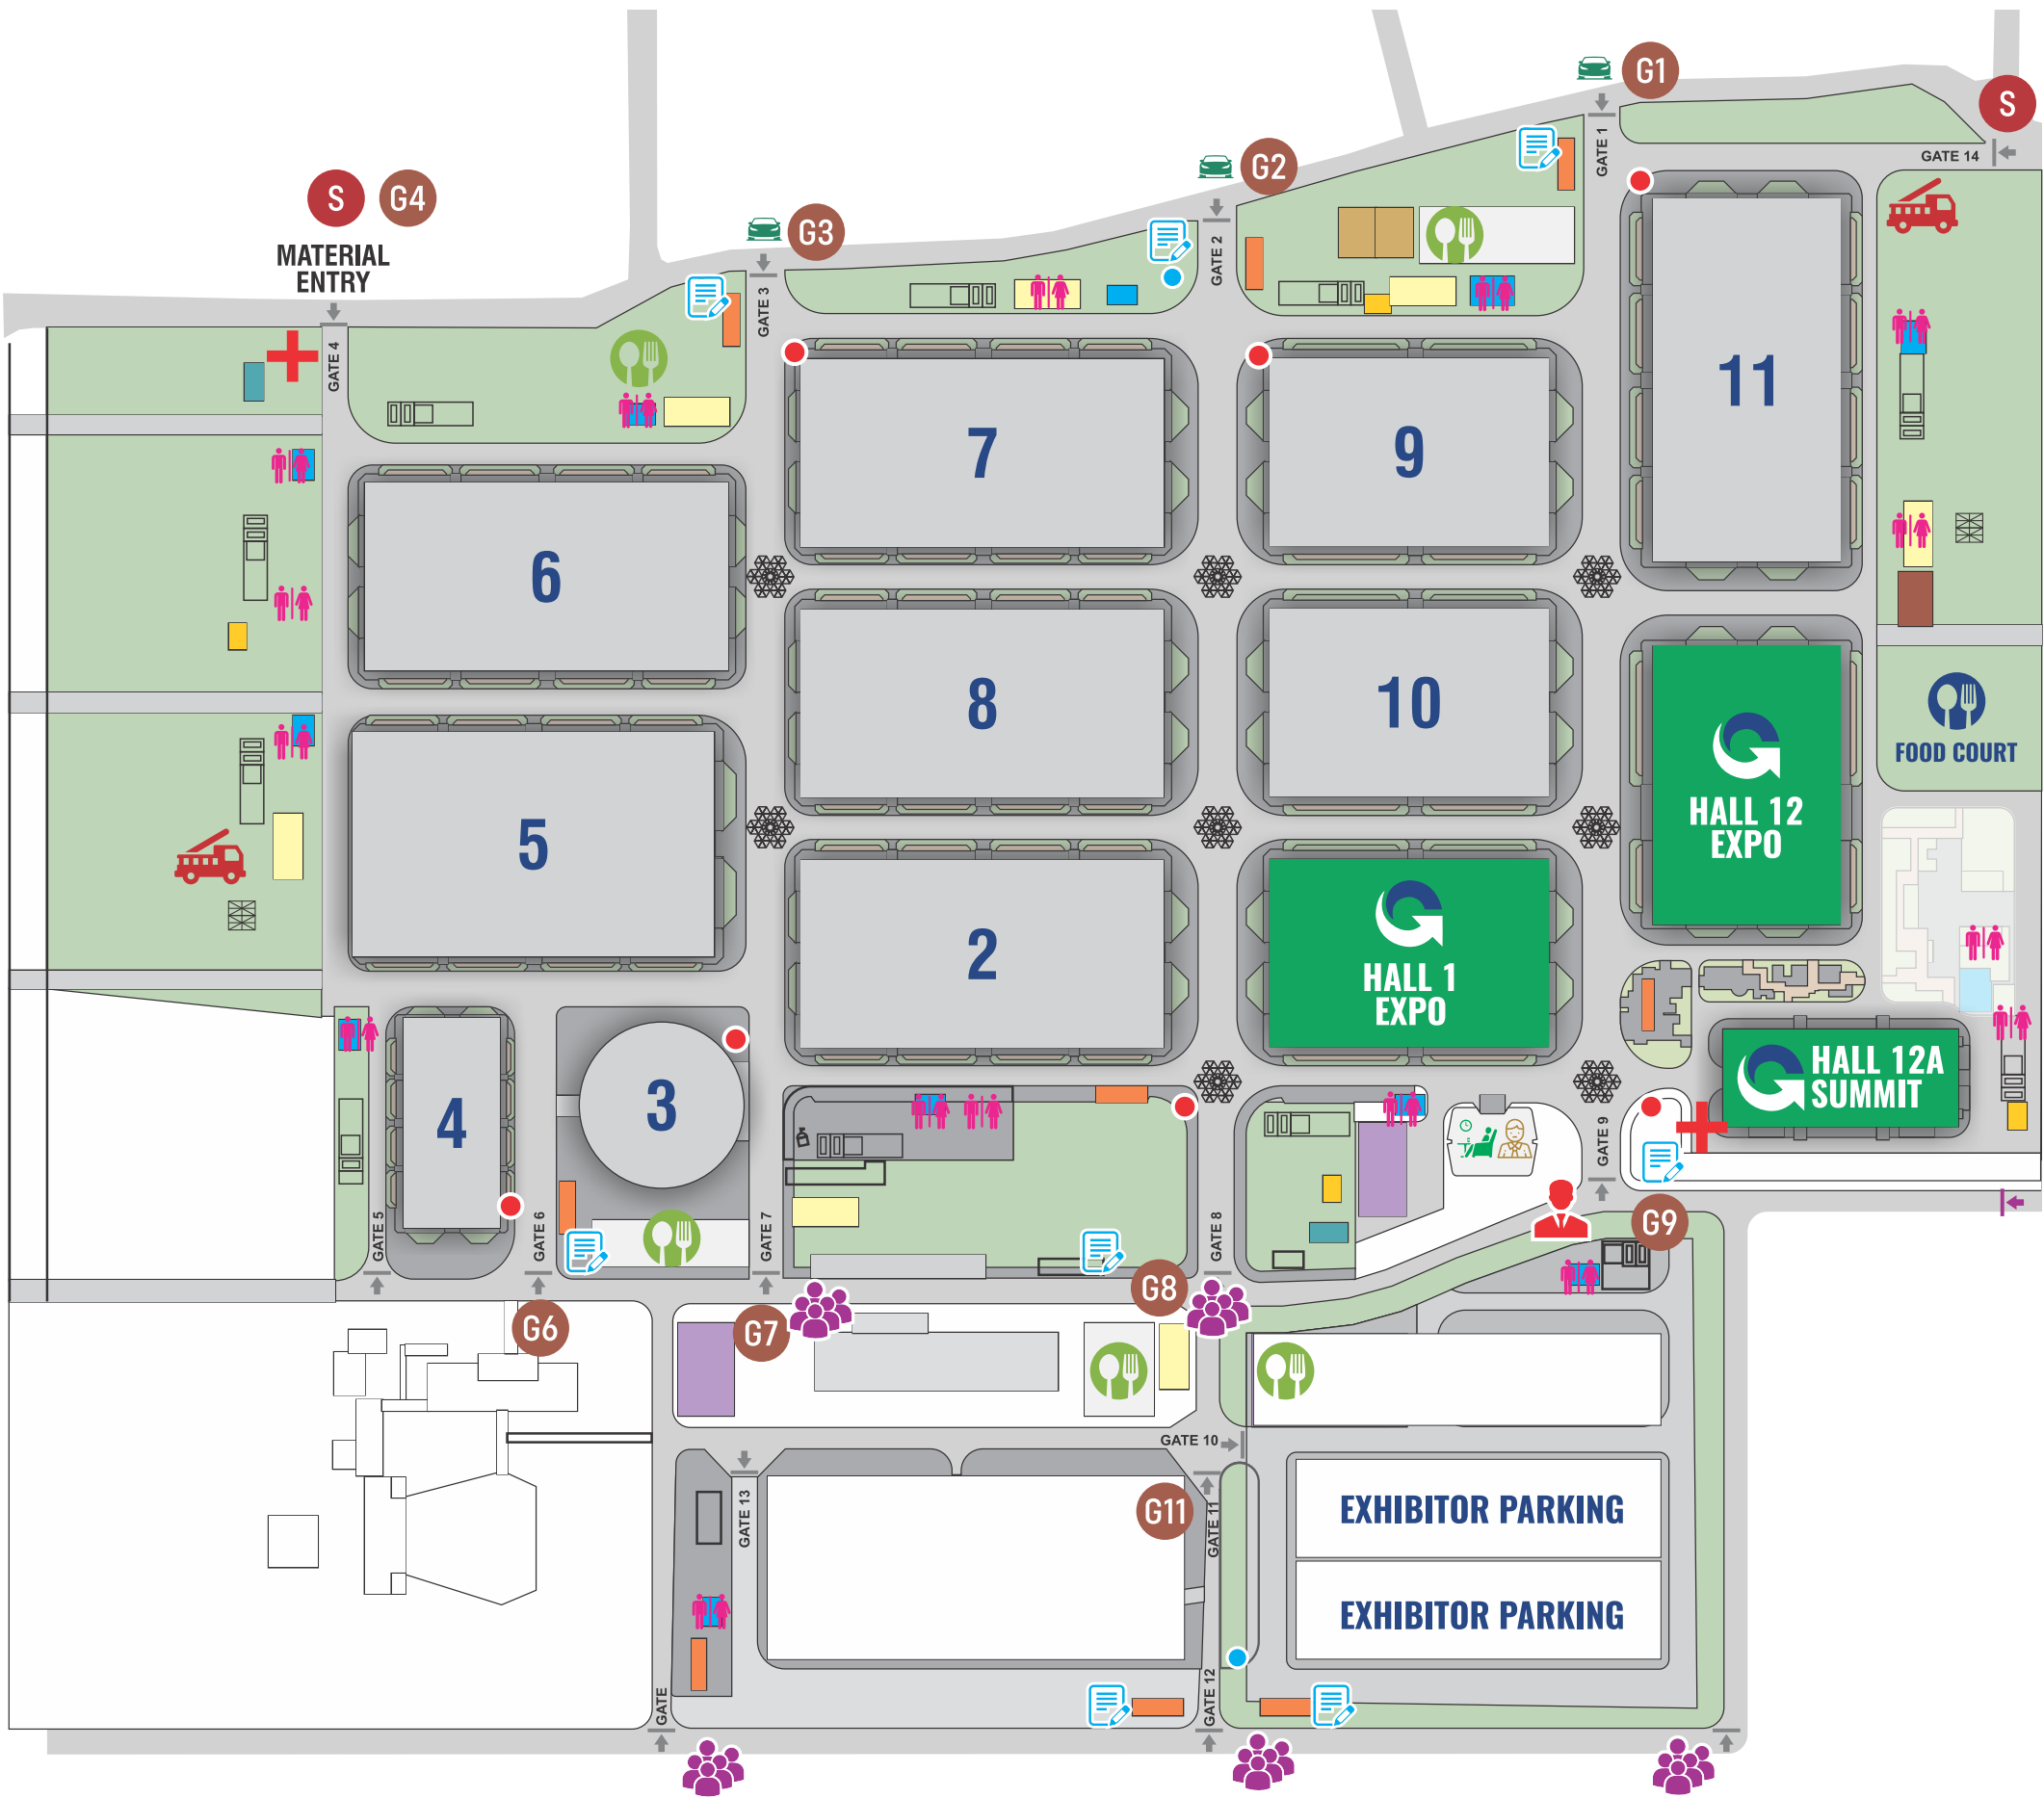 G1
S
GATE 1
GATE 14
G2
S
G4
G3
MATERIAL
ENTRY
GATE 2
GATE 3
GATE 4
11
7
9
6
8
10
FOOD COURT
HALL 12
EXPO
5
2
HALL 1
EXPO
HALL 12A
SUMMIT
4
3
GATE 9
GATE 5
GATE 6
GATE 7
GATE 8
G9
G8
G6
G7
GATE 10
GATE 13
G11
GATE 11
EXHIBITOR PARKING
EXHIBITOR PARKING
GATE
GATE 12